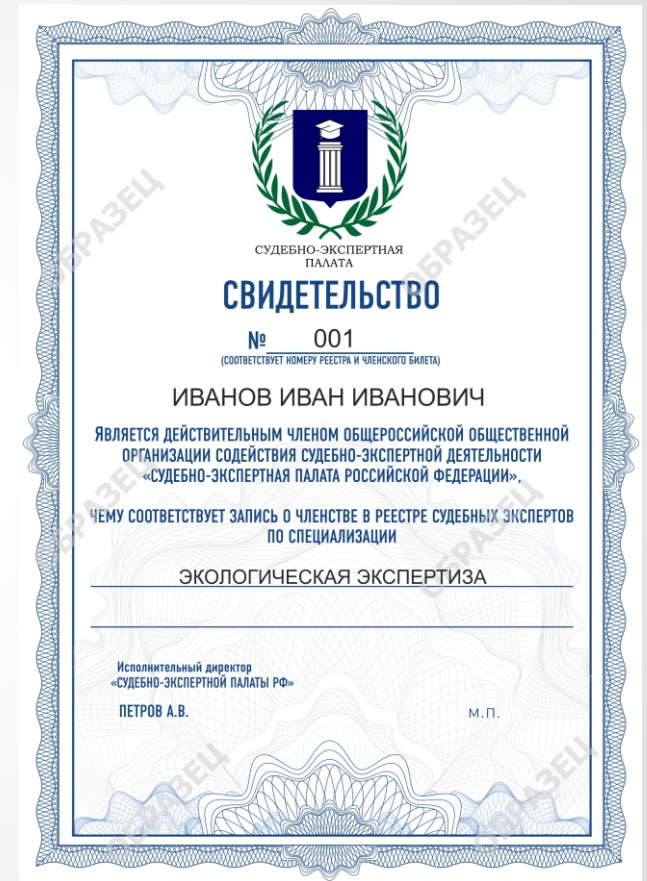 СУДЕБНО-ЭКСПЕРТНАЯ
ПАЛАТА
СВИДЕТЕЛЬСТВО
№ 001
(СООТВЕТСТВУЕТ НОМЕРУ РЕЕСТРА И ЧЛЕНСКОГО БИЛЕТА)
ИВАНОВ ИВАН ИВАНОВИЧ
ЯВЛЯЕТСЯ ДЕЙСТВИТЕЛЬНЫМ ЧЛЕНОМ ОБЩЕРОССИЙСКОЙ ОБЩЕСТВЕННОЙ
ОРГАНИЗАЦИИ СОДЕЙСТВИЯ СУДЕБНО-ЭКСПЕРТНОЙ ДЕЯТЕЛЬНОСТИ
«СУДЕБНО-ЭКСПЕРТНАЯ ПАЛАТА РОССИЙСКОЙ ФЕДЕРАЦИИ»,
ЧЕМУ СООТВЕТСТВУЕТ ЗАПИСЬ О ЧЛЕНСТВЕ В РЕЕСТРЕ СУДЕБНЫХ ЭКСПЕРТОВ
ПО СПЕЦИАЛИЗАЦИИ
ЭКОЛОГИЧЕСКАЯ ЭКСПЕРТИЗА
Исполнительный директор
«СУДЕБНО-ЭКСПЕРТНОЙ ПАЛАТЫ РФ»
ПЕТРОВ А.В.
М.П.
ОБРАЗЕЦ
ОБРАЗЕЦ
ОБРАЗЕЦ
ОБРАЗЕЦ
ОБРАЗЕЦ
ОБРАЗЕЦ